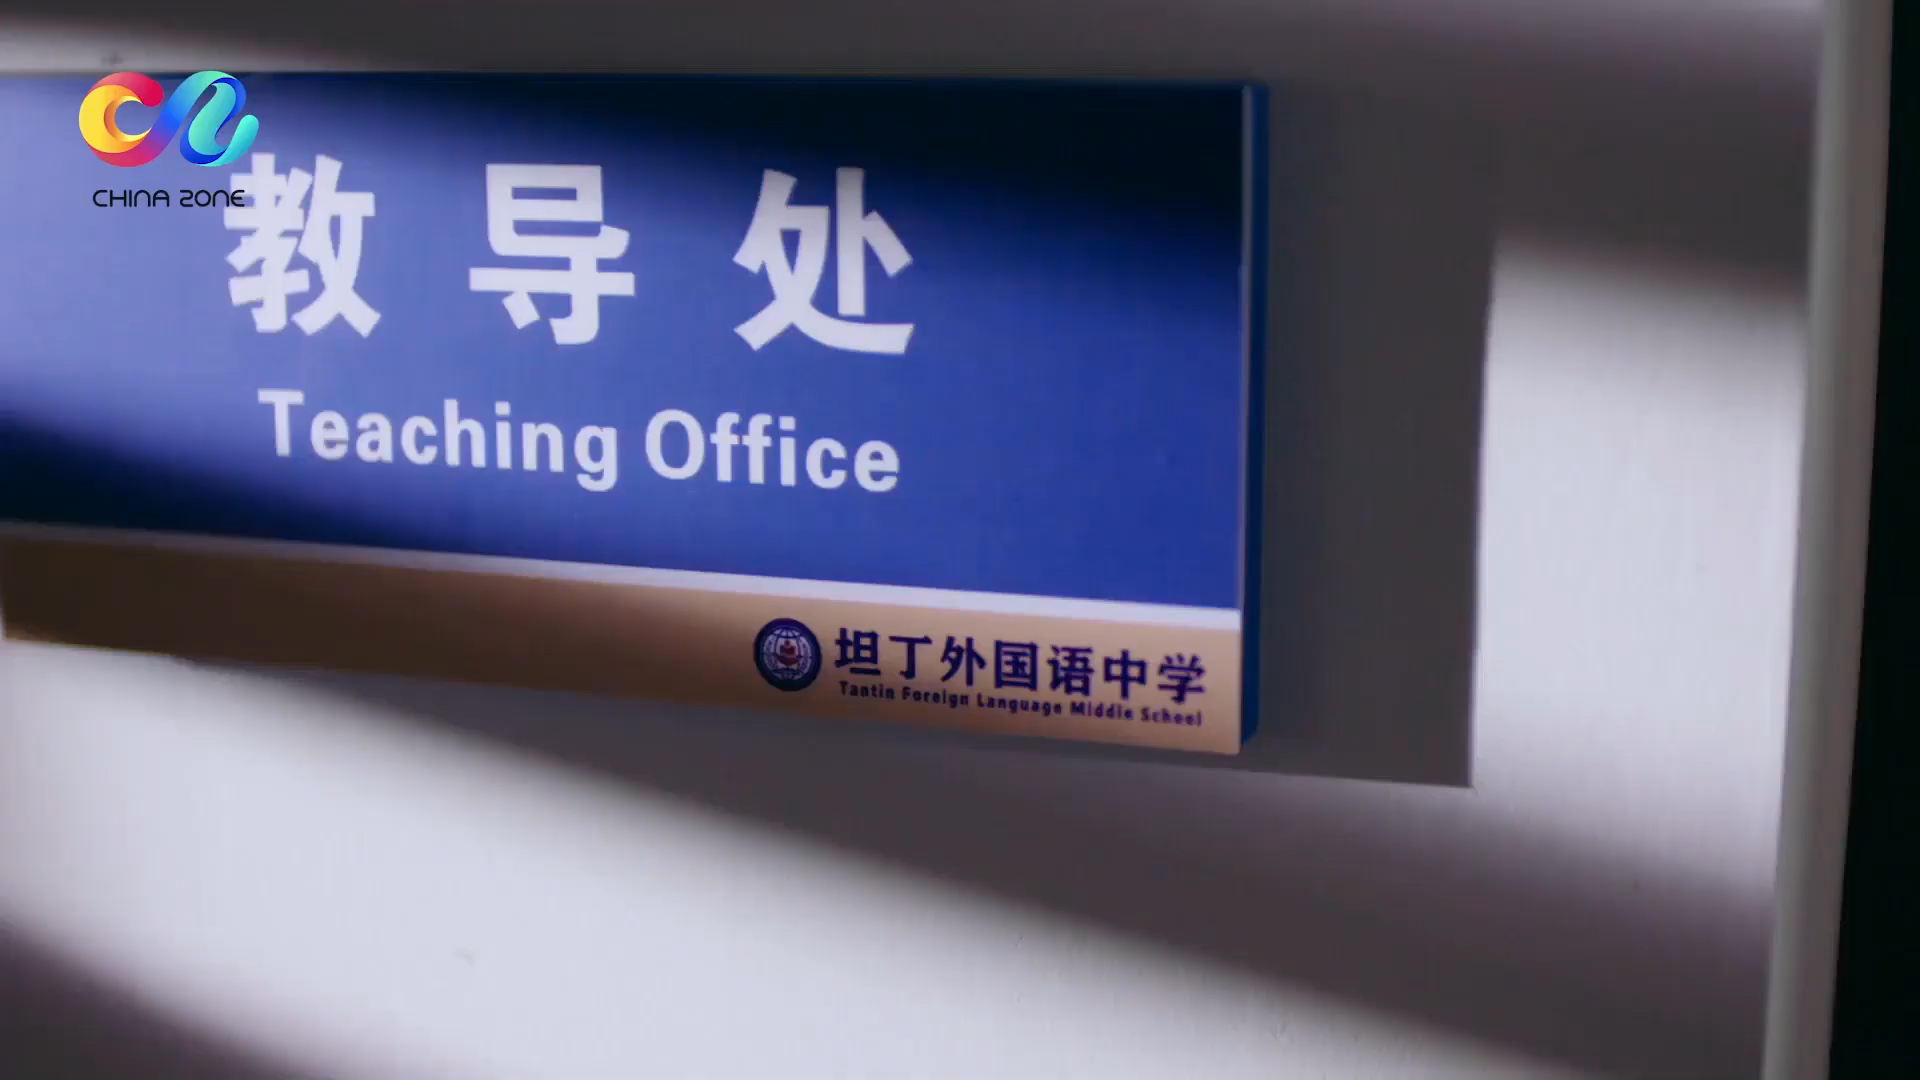 CHINA ZONE
教导处
Teaching Office
坦丁外国语中学
Tantin Foreign Language Middle School